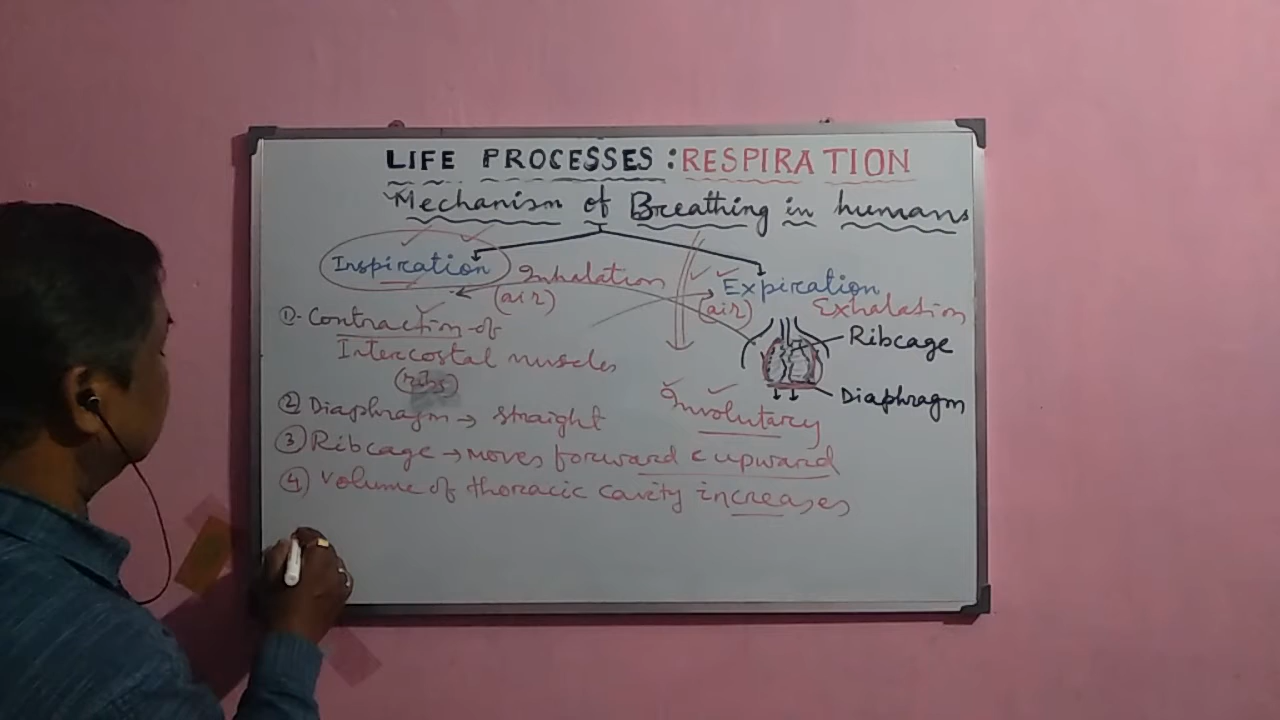 LIFE PROCESSES : RESPIRATION
Mechanism of Breathing in humans
Inspiration Inhalation
(air)
Expiration
(air) Exhalation
① Contraction of
Intercostal muscles
(ribs)
Ribcage
Diaphragm
Involutary
② Diaphragm → straight
③ Ribcage → moves forward & upward
④ Volume of thoracic cavity increases